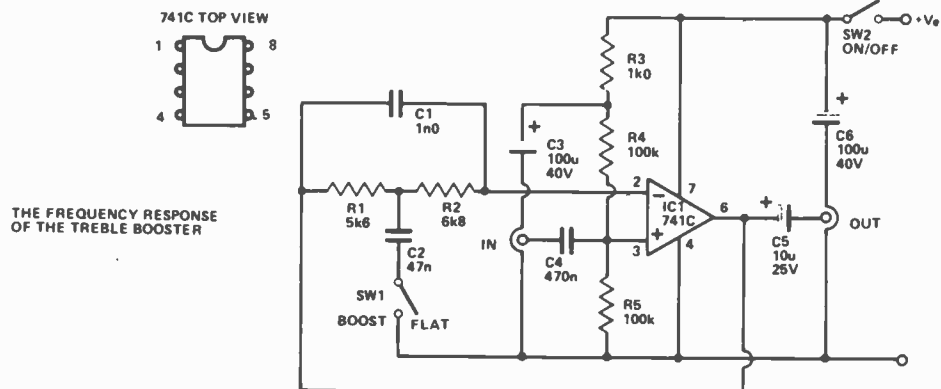 741C TOP VIEW
1
8
4
5
THE FREQUENCY RESPONSE
OF THE TREBLE BOOSTER
C1
1n0
R1
5k6
R2
6k8
C2
47n
SW1
BOOST
FLAT
+
C3
100u
40V
IN
C4
470n
R3
1k0
R4
100k
R5
100k
2
−
7
IC1
741C
6
+
3
4
+
C5
10u
25V
OUT
+
C6
100u
40V
SW2
ON/OFF
+Ve